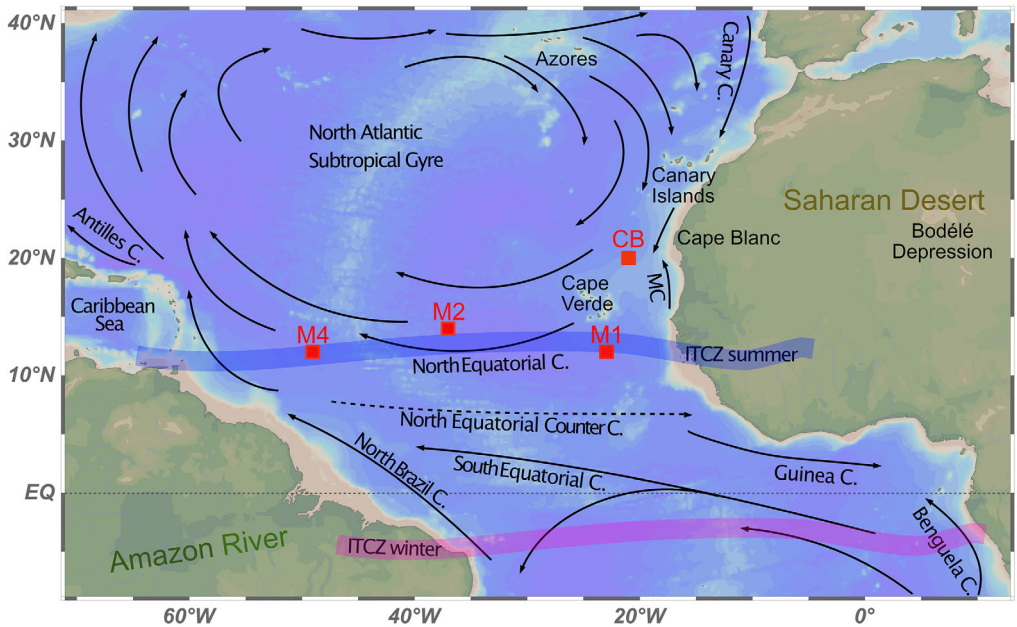 40°N
30°N
20°N
10°N
EQ
60°W
40°W
20°W
0°
Azores
Canary C.
North Atlantic
Subtropical Gyre
Canary
Islands
Saharan Desert
Bodélé
Depression
Antilles C.
CB
Cape Blanc
MC
Caribbean
Sea
Cape
Verde
M2
M4
M1
ITCZ summer
North Equatorial C.
North Equatorial Counter C.
North Brazil C.
South Equatorial C.
Guinea C.
Benguela C.
Amazon River
ITCZ winter